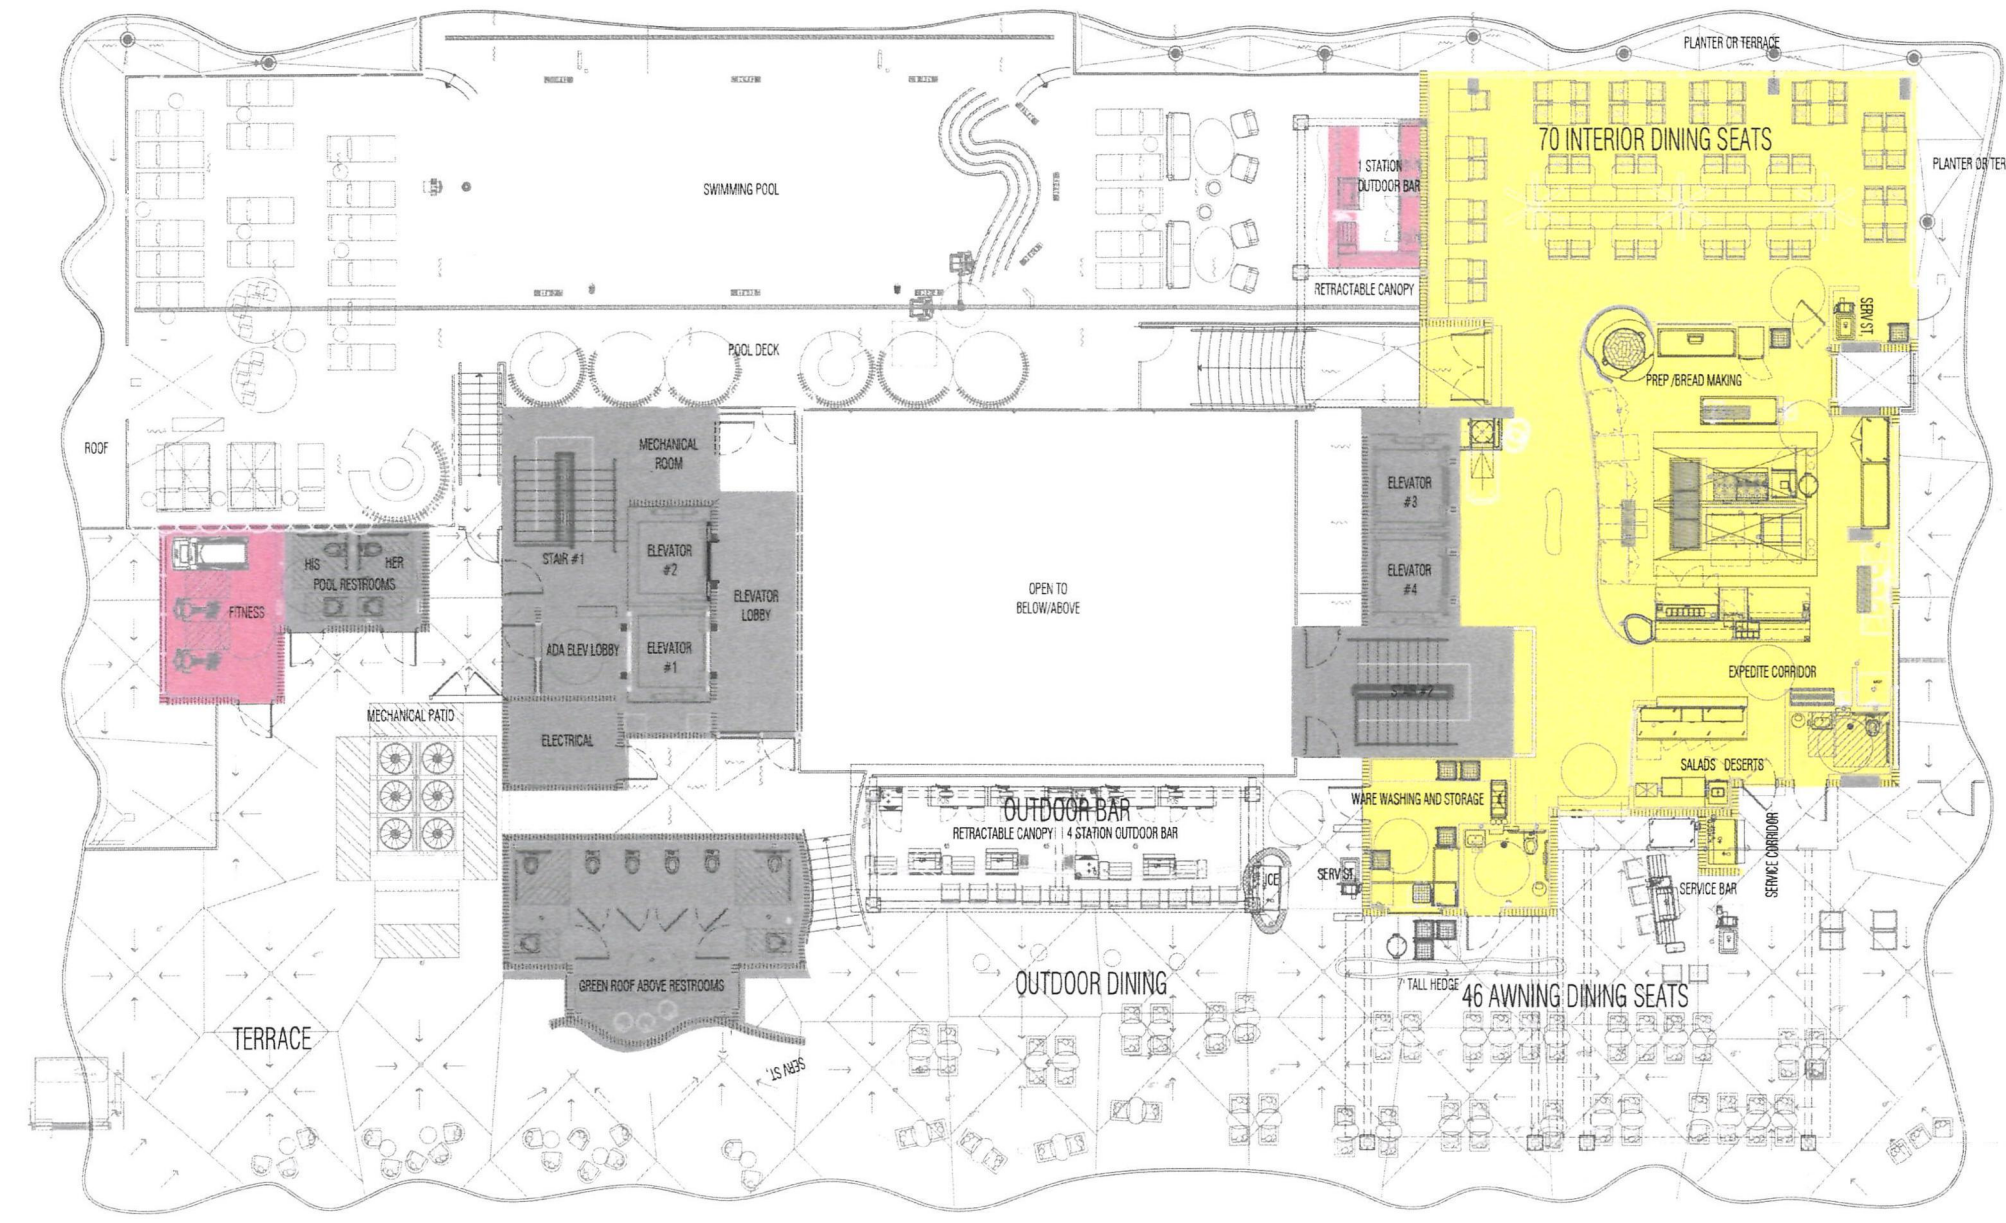 PLANTER OR TERRACE
70 INTERIOR DINING SEATS
PLANTER OR TER
1 STATION
OUTDOOR BAR
SWIMMING POOL
RETRACTABLE CANOPY
SERV ST.
POOL DECK
PREP /BREAD MAKING
ROOF
MECHANICAL
ROOM
ELEVATOR
#3
STAIR #1
ELEVATOR
#2
HIS
HER
POOL RESTROOMS
FITNESS
ELEVATOR
LOBBY
OPEN TO
BELOW/ABOVE
ELEVATOR
#4
ADA ELEV LOBBY
ELEVATOR
#1
EXPEDITE CORRIDOR
STAIR #2
MECHANICAL PATIO
ELECTRICAL
SALADS DESERTS
WARE WASHING AND STORAGE
OUTDOOR BAR
RETRACTABLE CANOPY | 4 STATION OUTDOOR BAR
SERVICE CORRIDOR
ICE
SERV ST.
SERVICE BAR
GREEN ROOF ABOVE RESTROOMS
OUTDOOR DINING
7' TALL HEDGE
46 AWNING DINING SEATS
TERRACE
SERV ST.